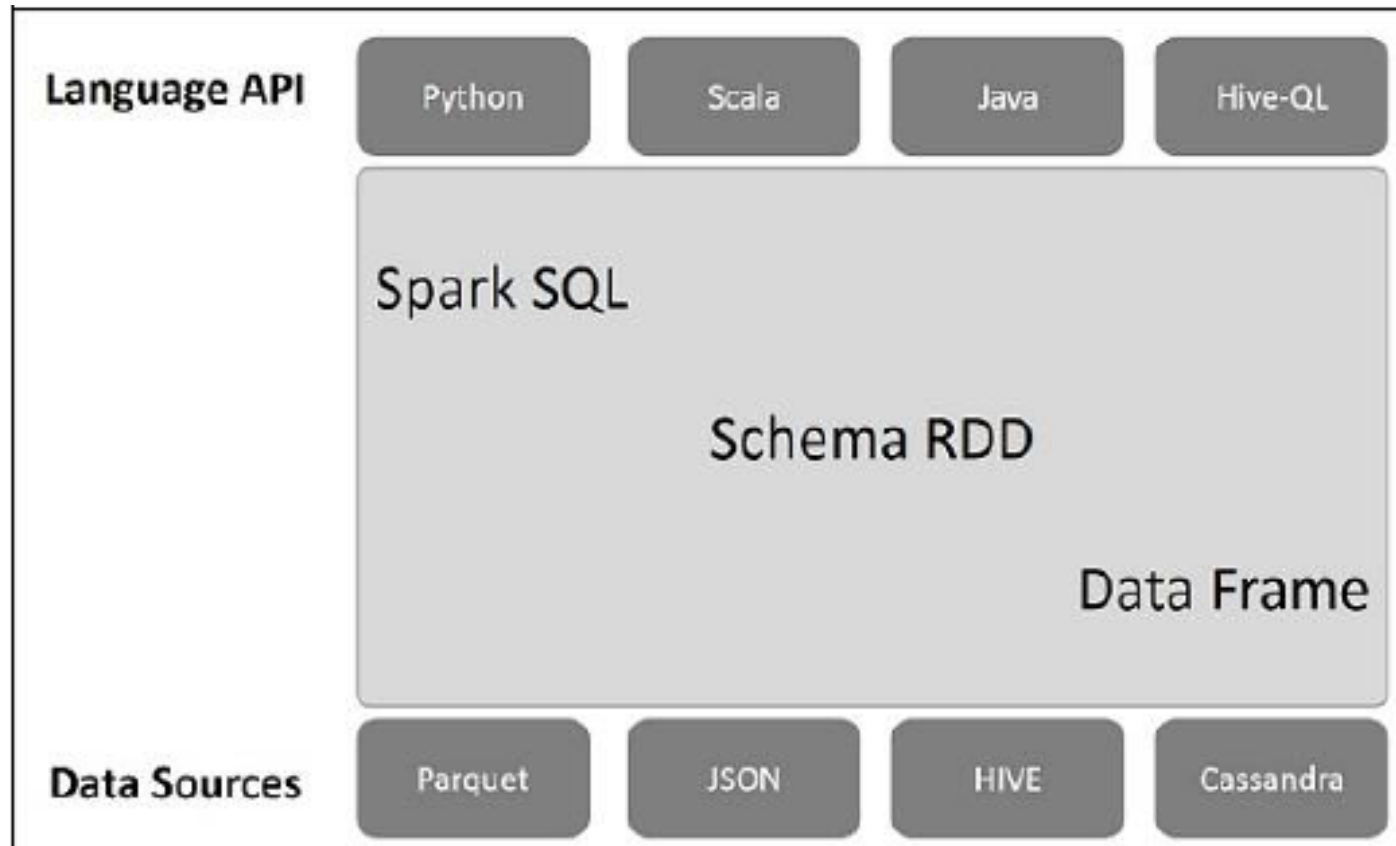 Language API
Python
Scala
Java
Hive-QL
Spark SQL
Schema RDD
Data Frame
Data Sources
Parquet
JSON
HIVE
Cassandra